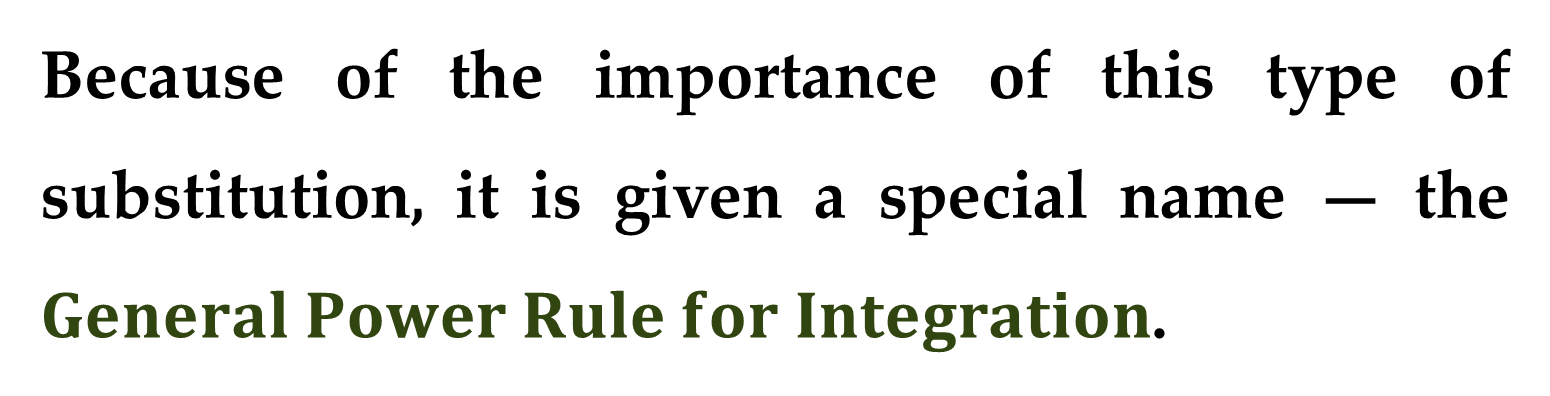 Because of the importance of this type of
substitution, it is given a special name — the
General Power Rule for Integration.